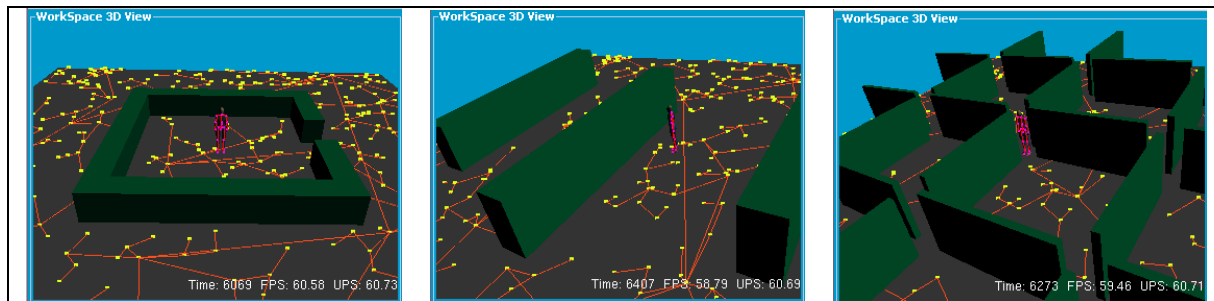 WorkSpace 3D View
Time: 6069 FPS: 60.58 UPS: 60.73
WorkSpace 3D View
Time: 6407 FPS: 58.79 UPS: 60.69
WorkSpace 3D View
Time: 6273 FPS: 59.46 UPS: 60.71